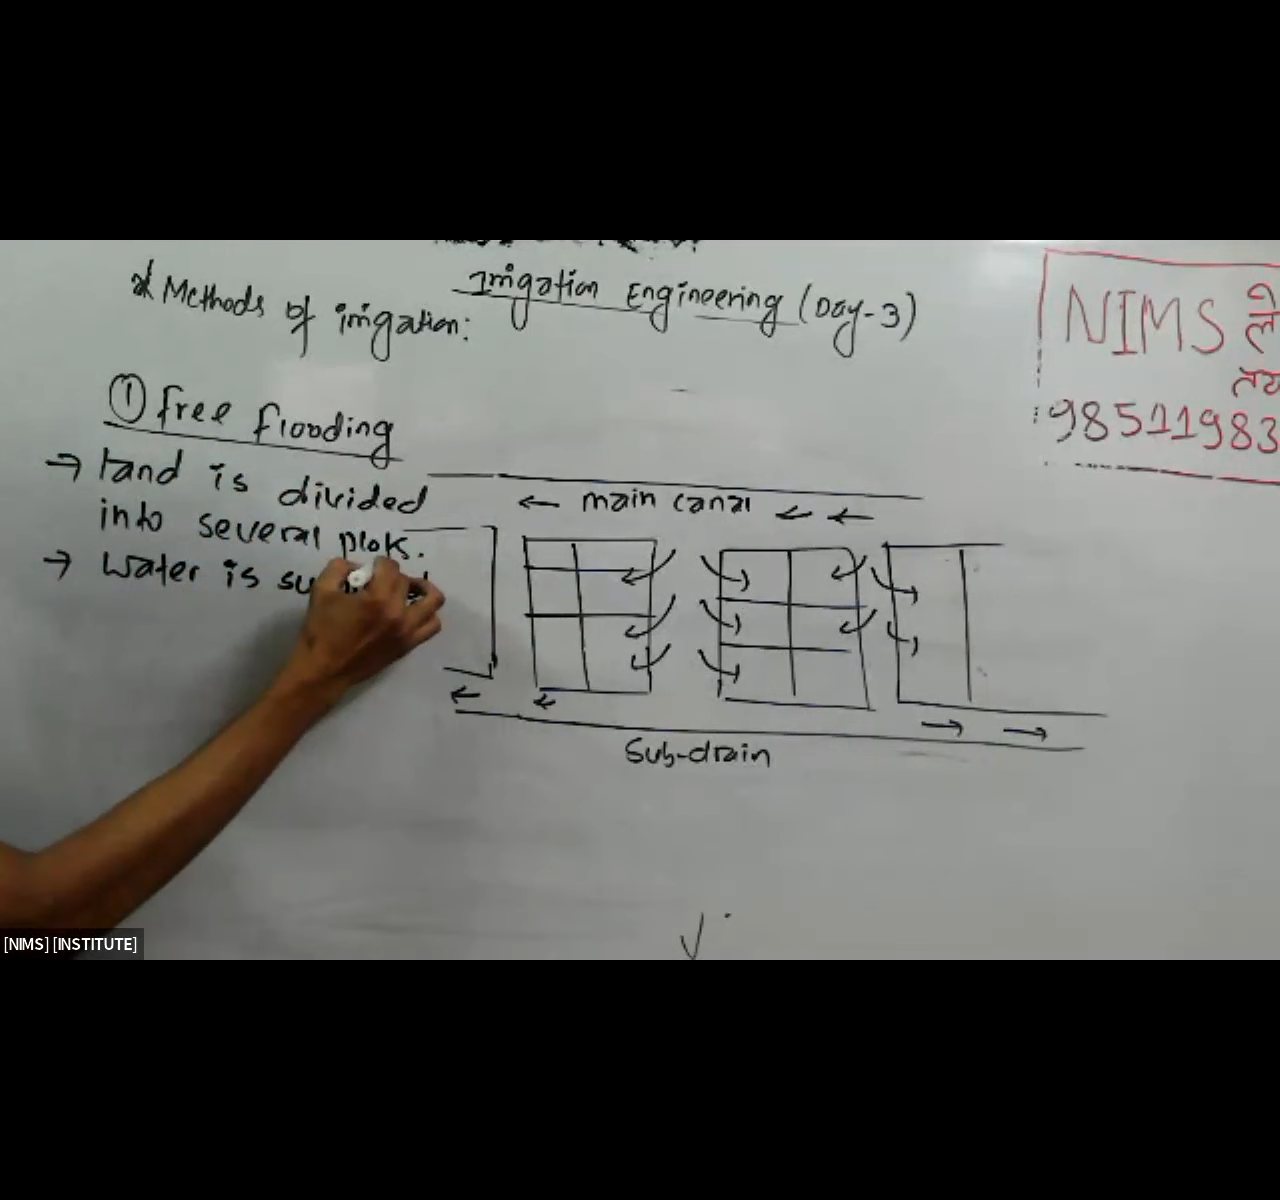 Irrigation Engineering (Day-3)
* Methods of irrigation:
① Free flooding
→ Land is divided
into several plots.
→ Water is
← main canal ← ←
Sub-drain
NIMS ले
98511983
[NIMS] [INSTITUTE]